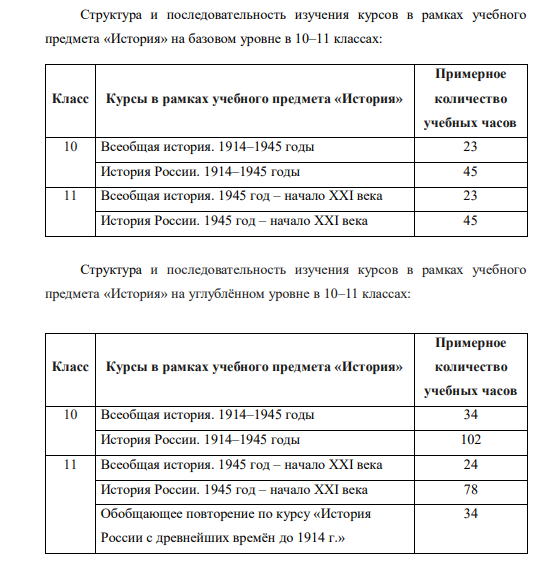 Структура и последовательность изучения курсов в рамках учебного
предмета «История» на базовом уровне в 10–11 классах:
Класс
Курсы в рамках учебного предмета «История»
Примерное
количество
учебных часов
10
Всеобщая история. 1914–1945 годы
23
История России. 1914–1945 годы
45
11
Всеобщая история. 1945 год – начало XXI века
23
История России. 1945 год – начало XXI века
45
Структура и последовательность изучения курсов в рамках учебного
предмета «История» на углублённом уровне в 10–11 классах:
Класс
Курсы в рамках учебного предмета «История»
Примерное
количество
учебных часов
10
Всеобщая история. 1914–1945 годы
34
История России. 1914–1945 годы
102
11
Всеобщая история. 1945 год – начало XXI века
24
История России. 1945 год – начало XXI века
78
Обобщающее повторение по курсу «История
России с древнейших времён до 1914 г.»
34